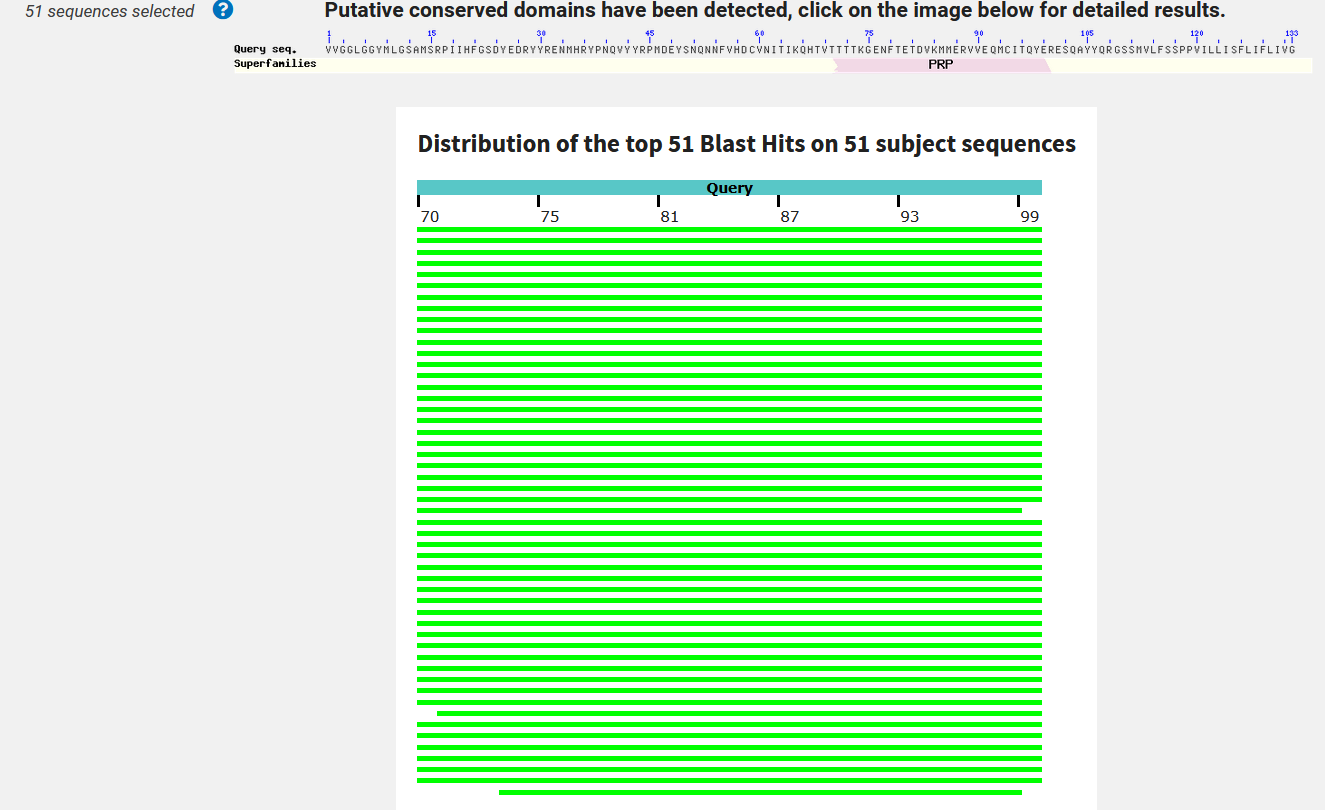 51 sequences selected ?
Putative conserved domains have been detected, click on the image below for detailed results.
1 15 30 45 60 75 90 105 120 133
Query seq. VVGGLGGYMLGSAMSRPIIHFGSDYEDRYYRENMHRYPNQVYYRPMDEYSNQNNFVHDCVNITIKQHTVTTTTKGENFTETDVKMMERVVEQMCITQYERESQAYYQRGSSMVLFSSPPVILLISFLIFLIVG
Superfamilies PRP
Distribution of the top 51 Blast Hits on 51 subject sequences
Query
70 75 81 87 93 99